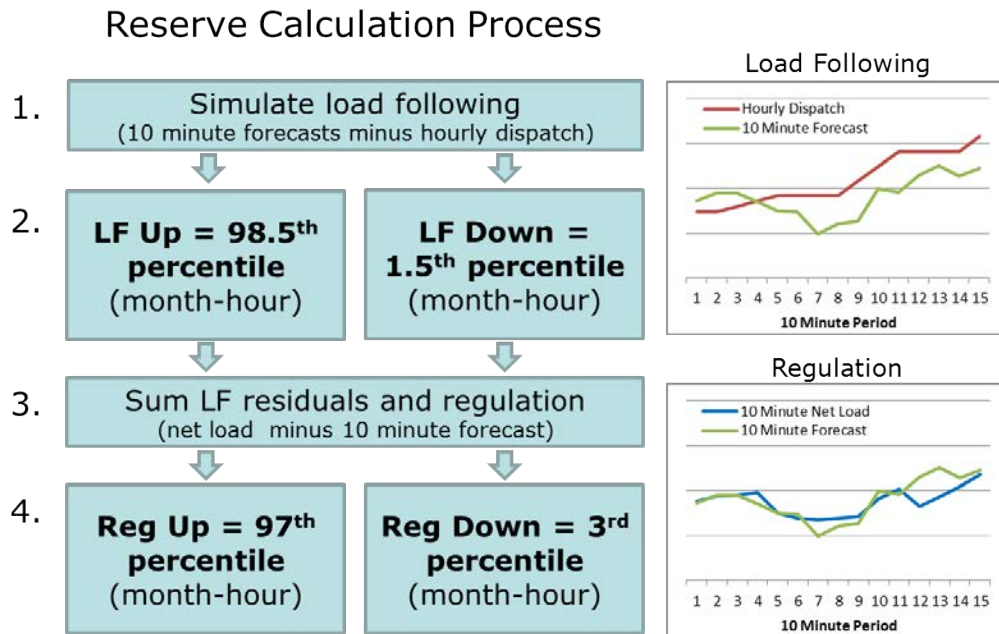 Reserve Calculation Process
1.
Simulate load following
(10 minute forecasts minus hourly dispatch)
2.
LF Up = 98.5th
percentile
(month-hour)
LF Down =
1.5th percentile
(month-hour)
3.
Sum LF residuals and regulation
(net load minus 10 minute forecast)
4.
Reg Up = 97th
percentile
(month-hour)
Reg Down = 3rd
percentile
(month-hour)
Load Following
Hourly Dispatch
10 Minute Forecast
1 2 3 4 5 6 7 8 9 10 11 12 13 14 15
10 Minute Period
Regulation
10 Minute Net Load
10 Minute Forecast
1 2 3 4 5 6 7 8 9 10 11 12 13 14 15
10 Minute Period